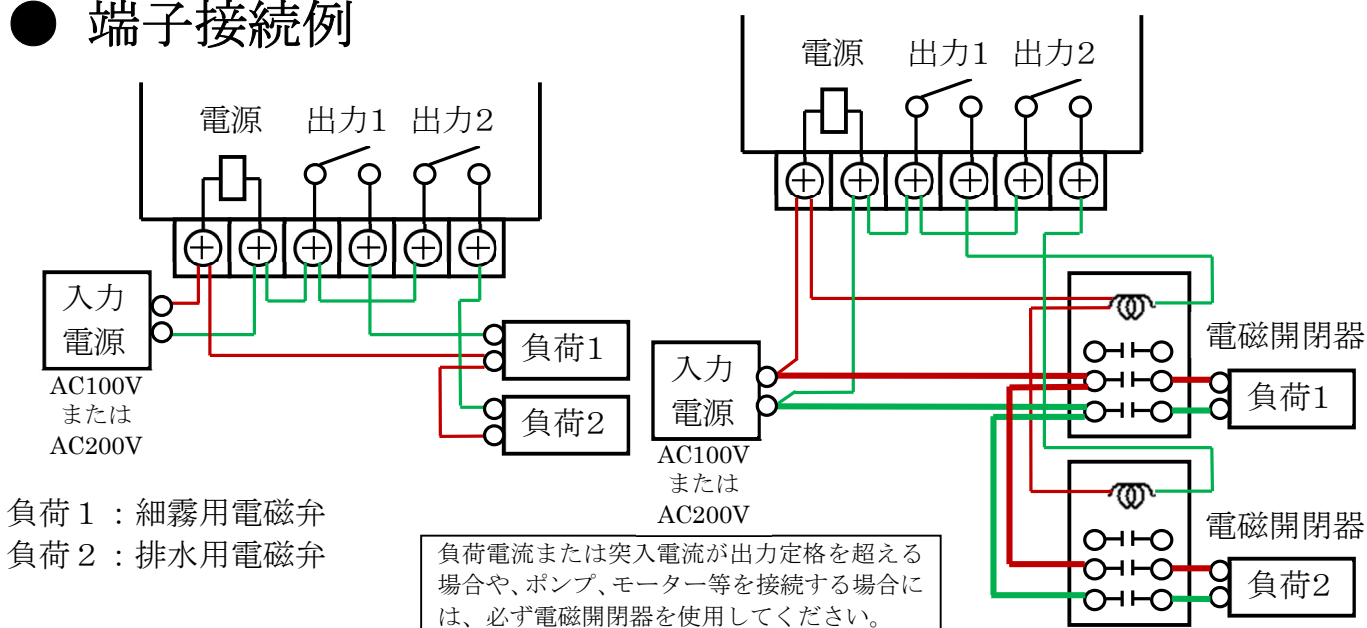 ● 端子接続例
電源 出力1 出力2
入力
電源
AC100V
または
AC200V
負荷1
負荷2
負荷1：細霧用電磁弁
負荷2：排水用電磁弁
電源 出力1 出力2
入力
電源
AC100V
または
AC200V
電磁開閉器
負荷1
電磁開閉器
負荷2
負荷電流または突入電流が出力定格を超える
場合や、ポンプ、モーター等を接続する場合に
は、必ず電磁開閉器を使用してください。